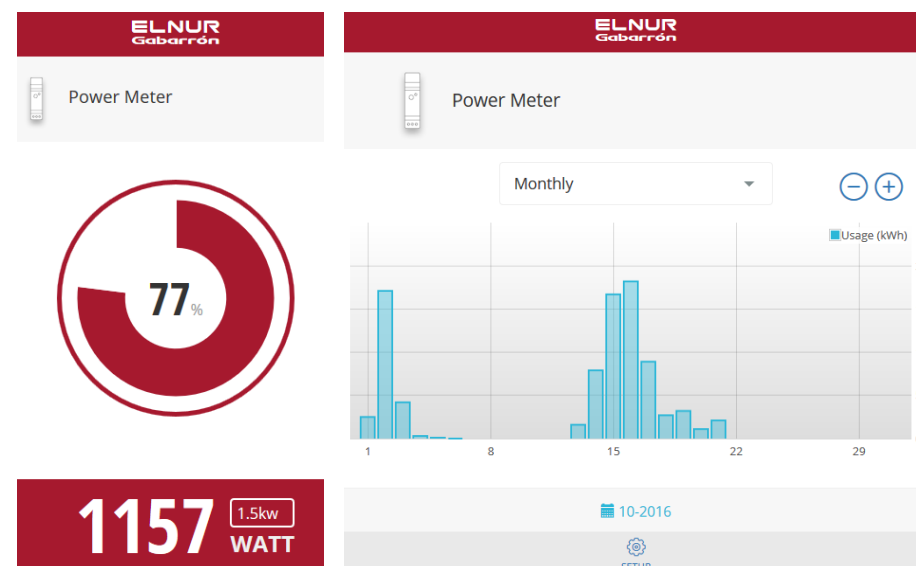 ELNUR
Gabarrón
Power Meter
77%
1157
1.5kw
WATT
ELNUR
Gabarrón
Power Meter
Monthly
Usage (kWh)
1 8 15 22 29
10-2016
SETUP